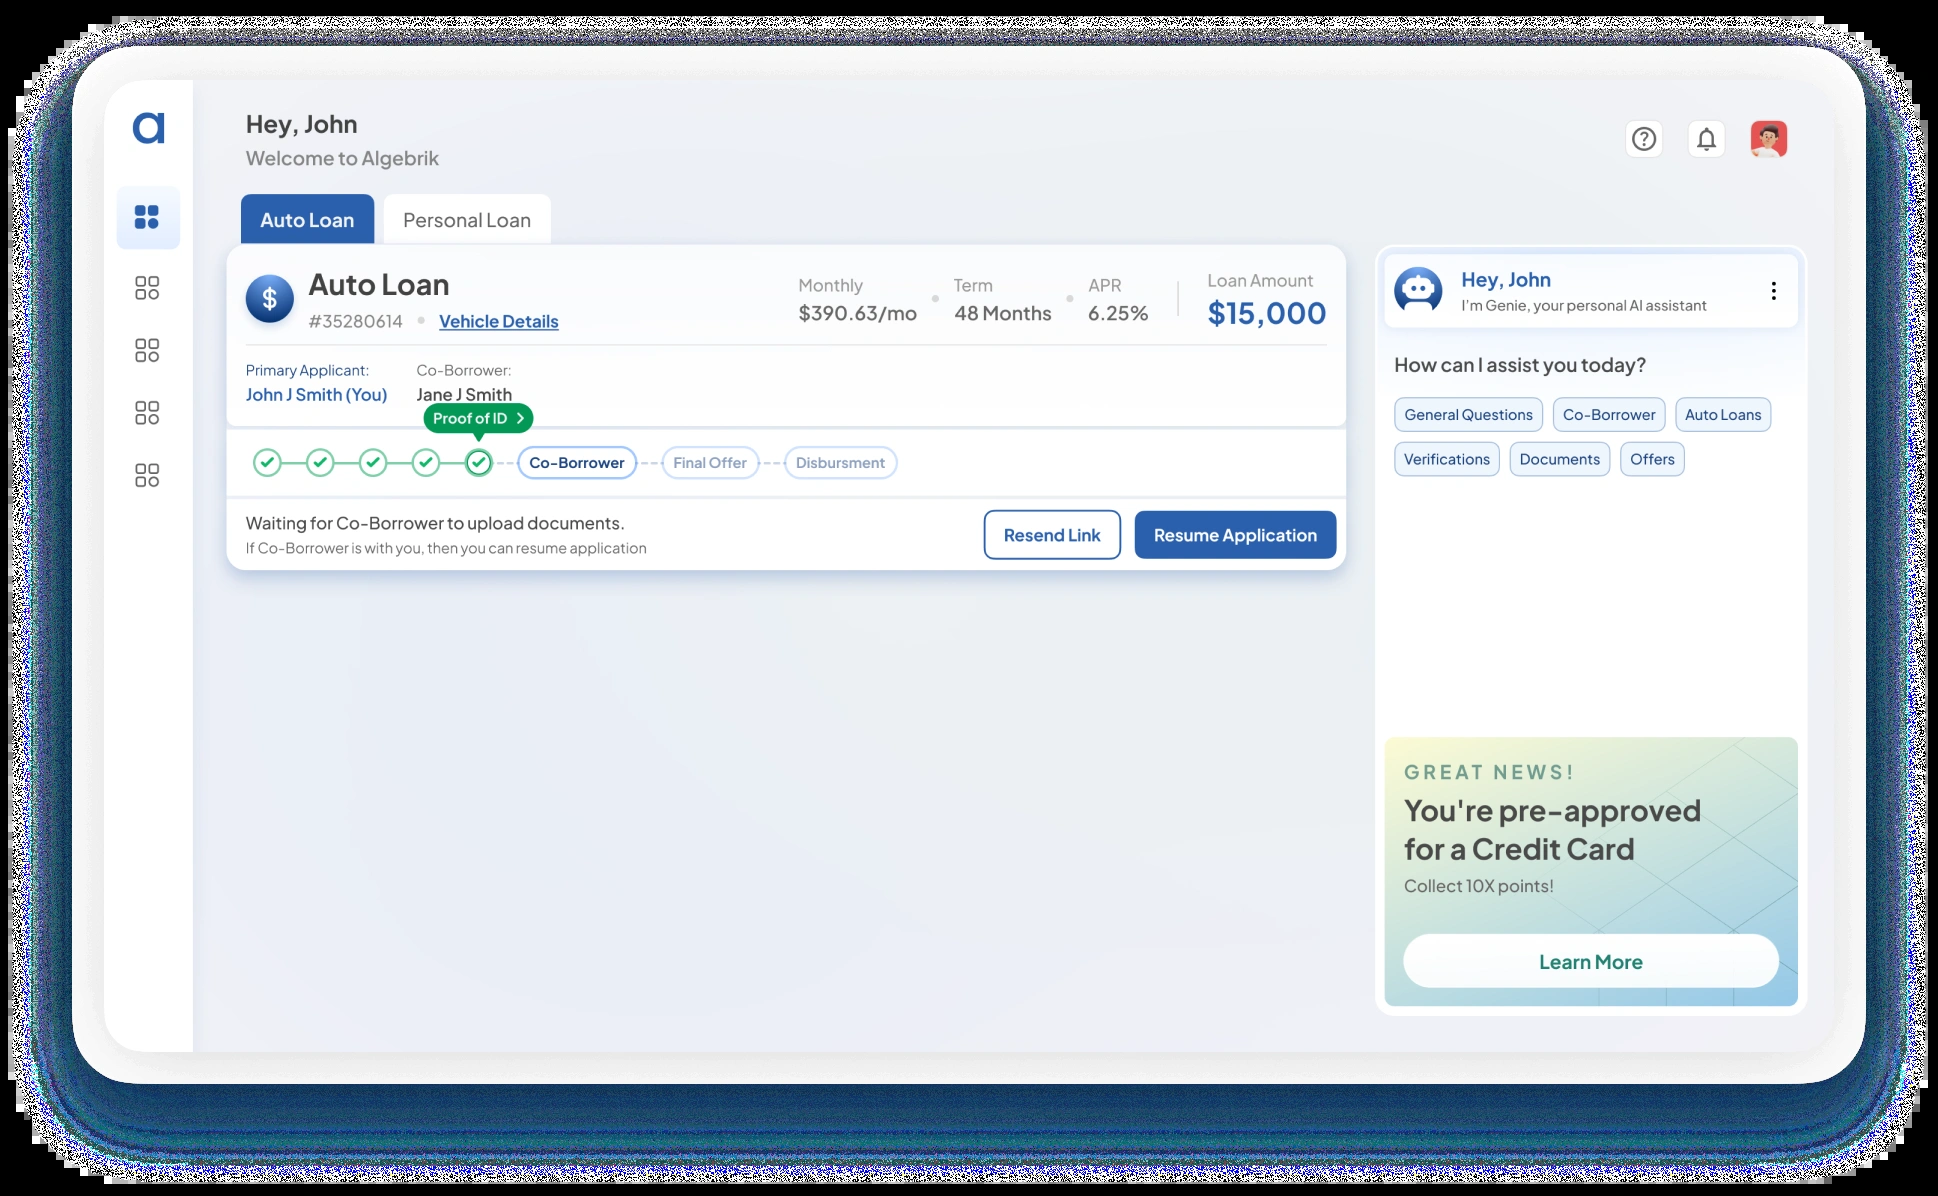 a
Hey, John
Welcome to Algebrik
Auto Loan
Personal Loan
$
Auto Loan
#35280614 • Vehicle Details
Monthly
$390.63/mo
Term
48 Months
APR
6.25%
Loan Amount
$15,000
Primary Applicant:
John J Smith (You)
Co-Borrower:
Jane J Smith
Proof of ID >
Co-Borrower
Final Offer
Disbursment
Waiting for Co-Borrower to upload documents.
If Co-Borrower is with you, then you can resume application
Resend Link
Resume Application
Hey, John
I'm Genie, your personal AI assistant
How can I assist you today?
General Questions
Co-Borrower
Auto Loans
Verifications
Documents
Offers
GREAT NEWS!
You're pre-approved
for a Credit Card
Collect 10X points!
Learn More